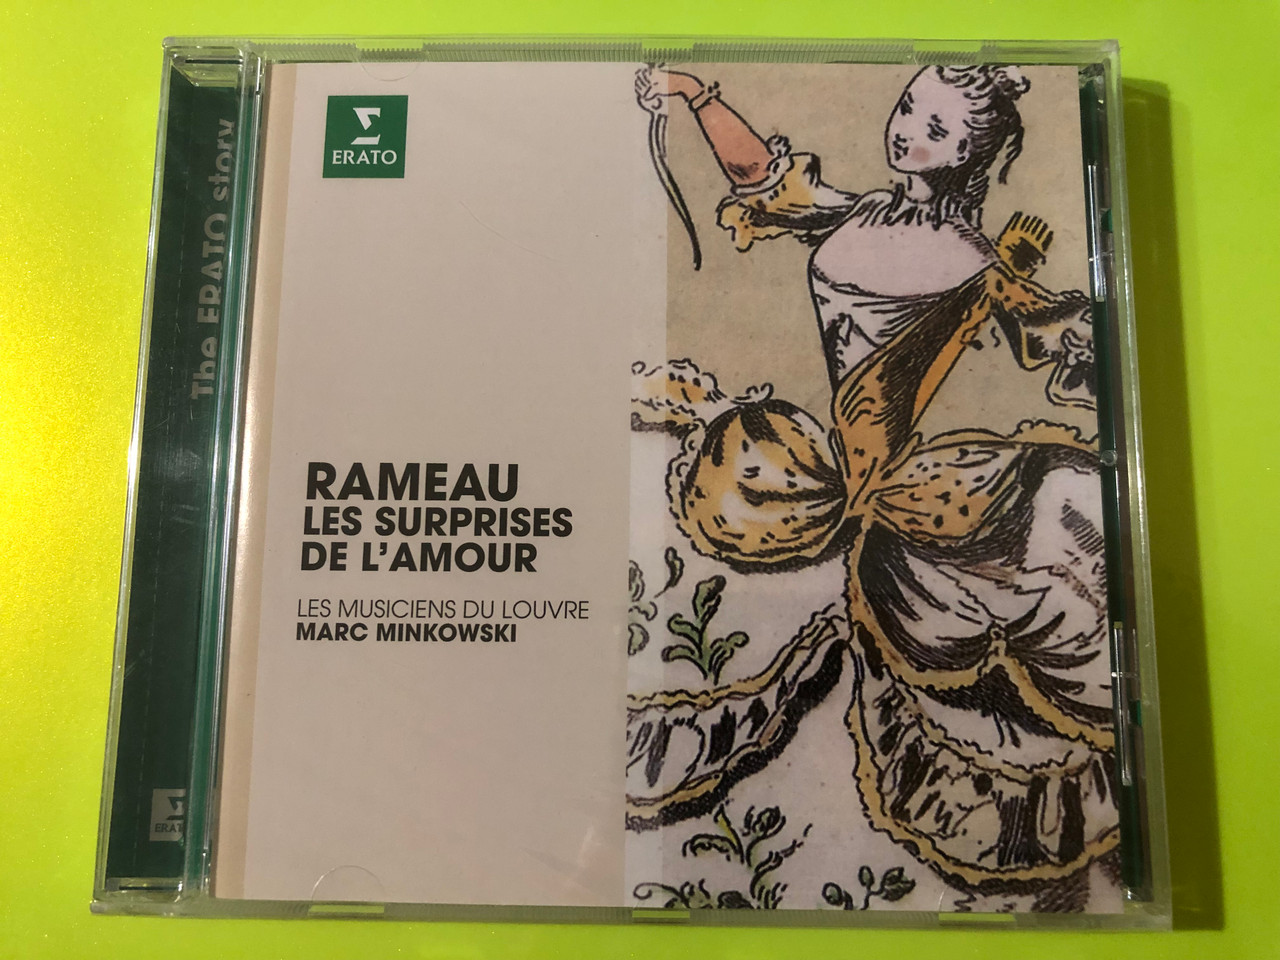 The ERATO story
ERATO
RAMEAU
LES SURPRISES
DE L'AMOUR
LES MUSICIENS DU LOUVRE
MARC MINKOWSKI
ERATO